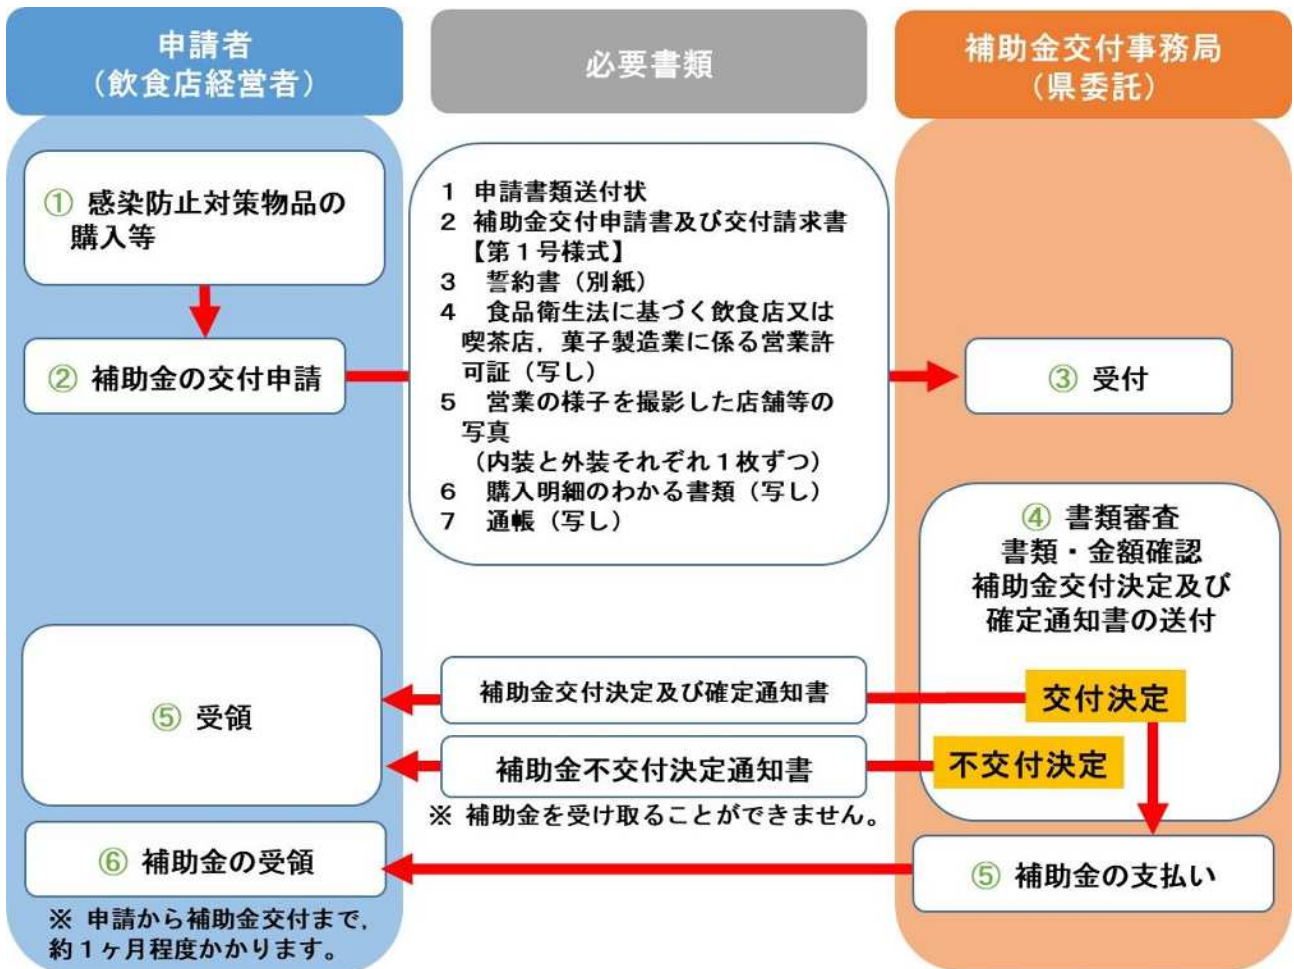 申請者
（飲食店経営者）
必要書類
補助金交付事務局
（県委託）
① 感染防止対策物品の
購入等
② 補助金の交付申請
1 申請書類送付状
2 補助金交付申請書及び交付請求書
【第１号様式】
3 誓約書（別紙）
4 食品衛生法に基づく飲食店又は
喫茶店，菓子製造業に係る営業許
可証（写し）
5 営業の様子を撮影した店舗等の
写真
（内装と外装それぞれ１枚ずつ）
6 購入明細のわかる書類（写し）
7 通帳（写し）
③ 受付
④ 書類審査
書類・金額確認
補助金交付決定及び
確定通知書の送付
交付決定
不交付決定
補助金交付決定及び確定通知書
補助金不交付決定通知書
※ 補助金を受け取ることができません。
⑤ 受領
⑤ 補助金の支払い
⑥ 補助金の受領
※ 申請から補助金交付まで，
約１ヶ月程度かかります。